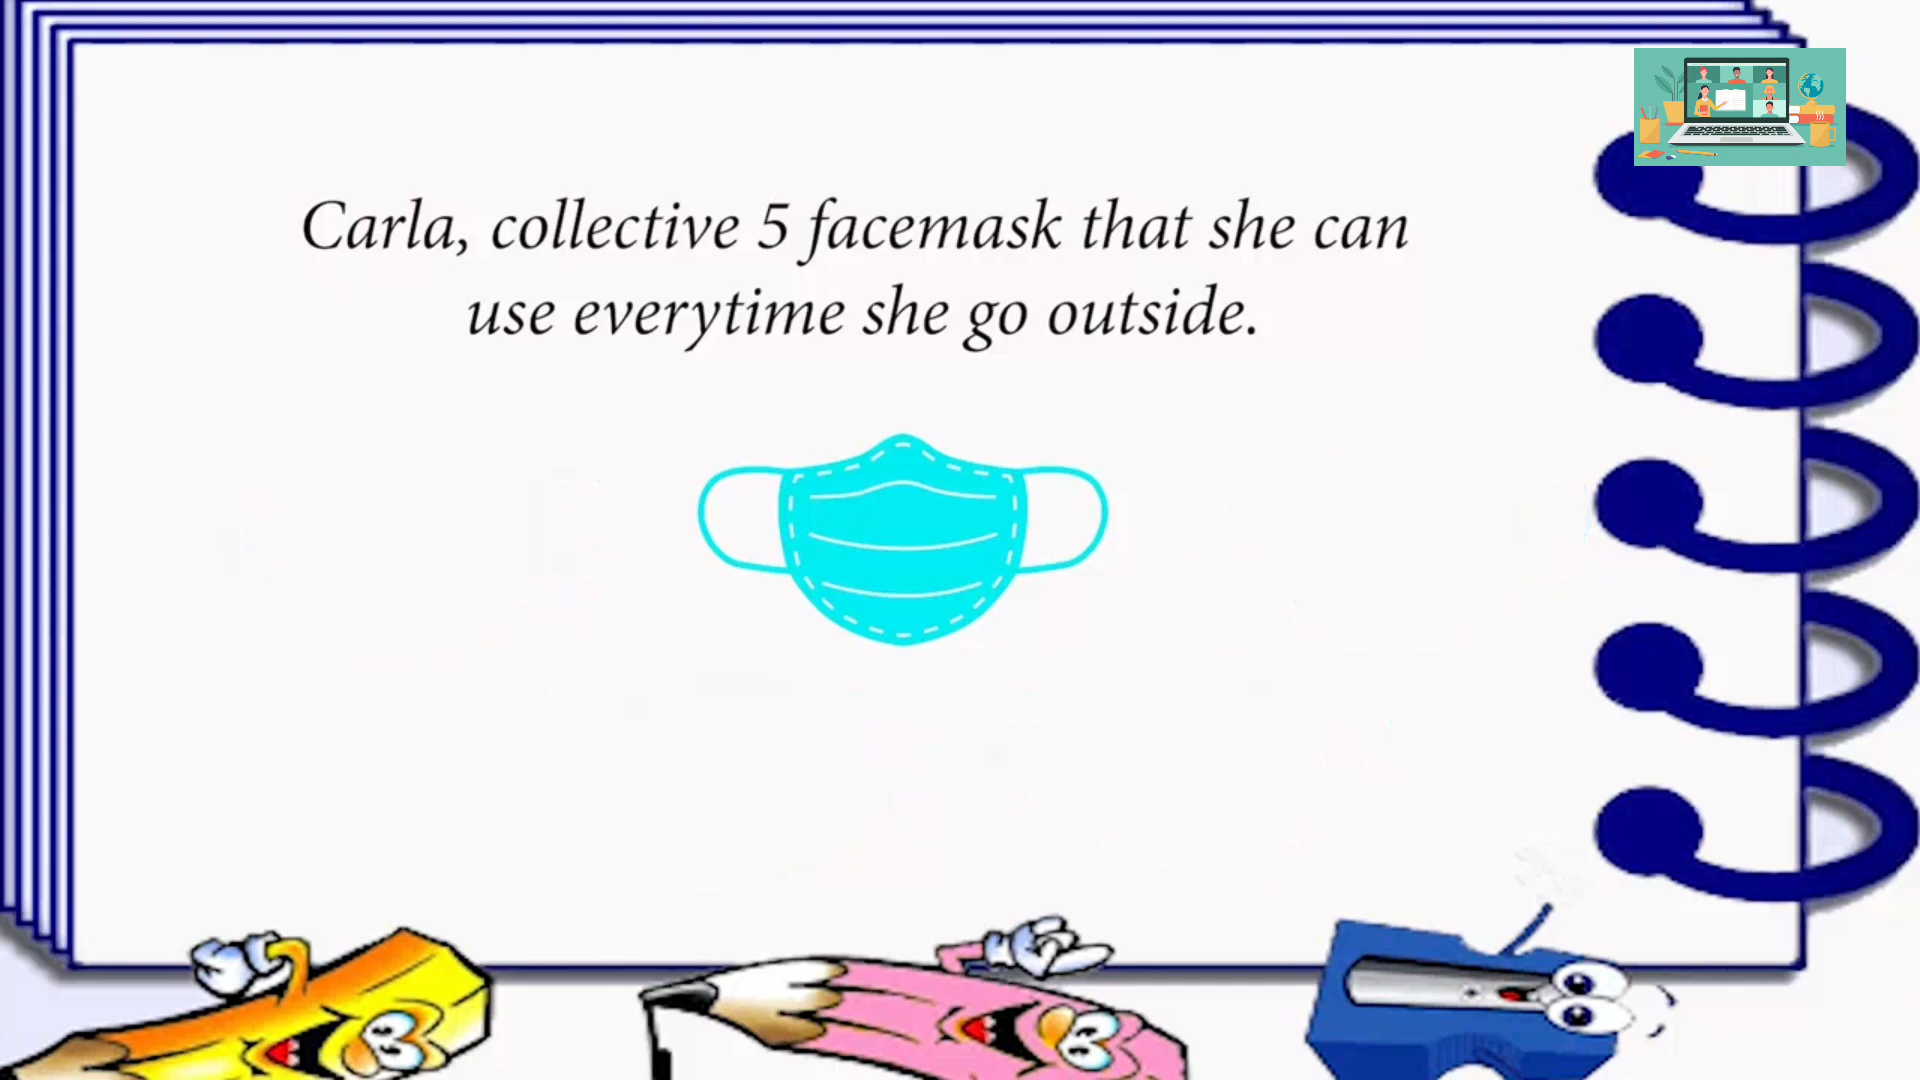 Carla, collective 5 facemask that she can
use everytime she go outside.